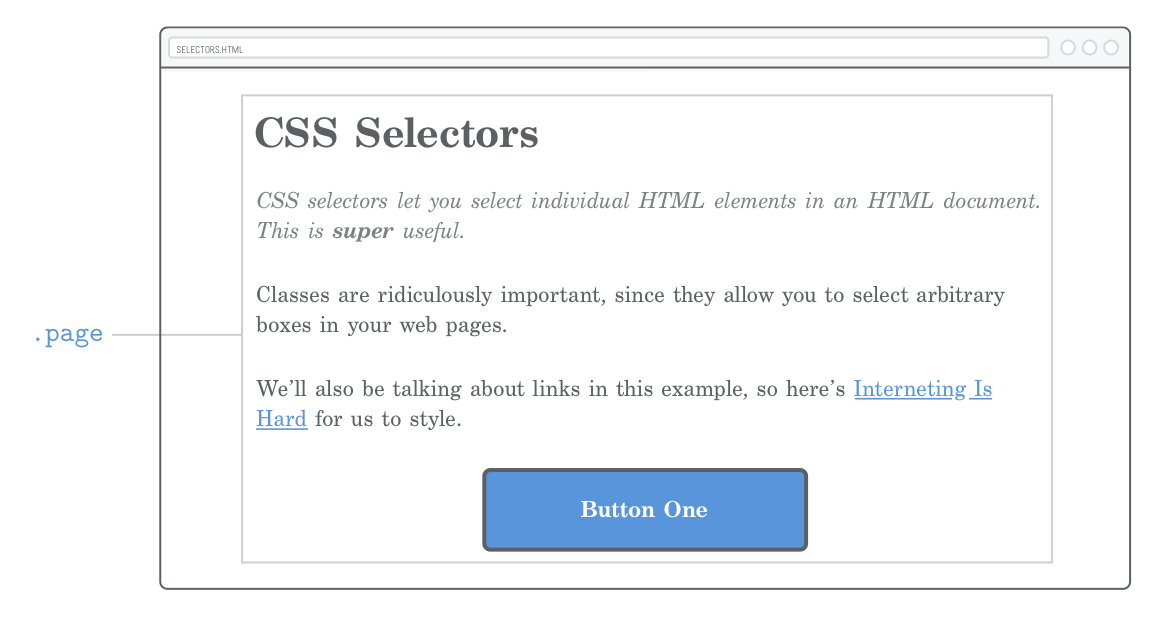 SELECTORS.HTML
CSS Selectors
CSS selectors let you select individual HTML elements in an HTML document.
This is super useful.
Classes are ridiculously important, since they allow you to select arbitrary
boxes in your web pages.
.page
We’ll also be talking about links in this example, so here’s Interneting Is
Hard for us to style.
Button One